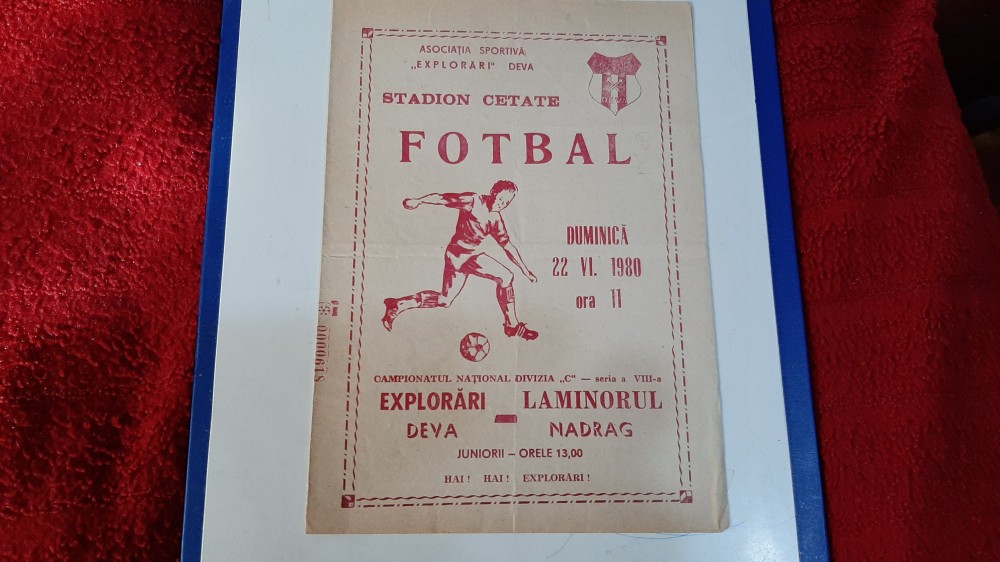 ASOCIAȚIA SPORTIVĂ
„EXPLORĂRI” DEVA
STADION CETATE
FOTBAL
DUMINICĂ
22 VI. 1980
ora 11
CAMPIONATUL NAȚIONAL DIVIZIA „C” — seria a VIII-a
EXPLORĂRI - LAMINORUL
DEVA NADRAG
JUNIORII – ORELE 13,00
HAI! HAI! EXPLORĂRI!